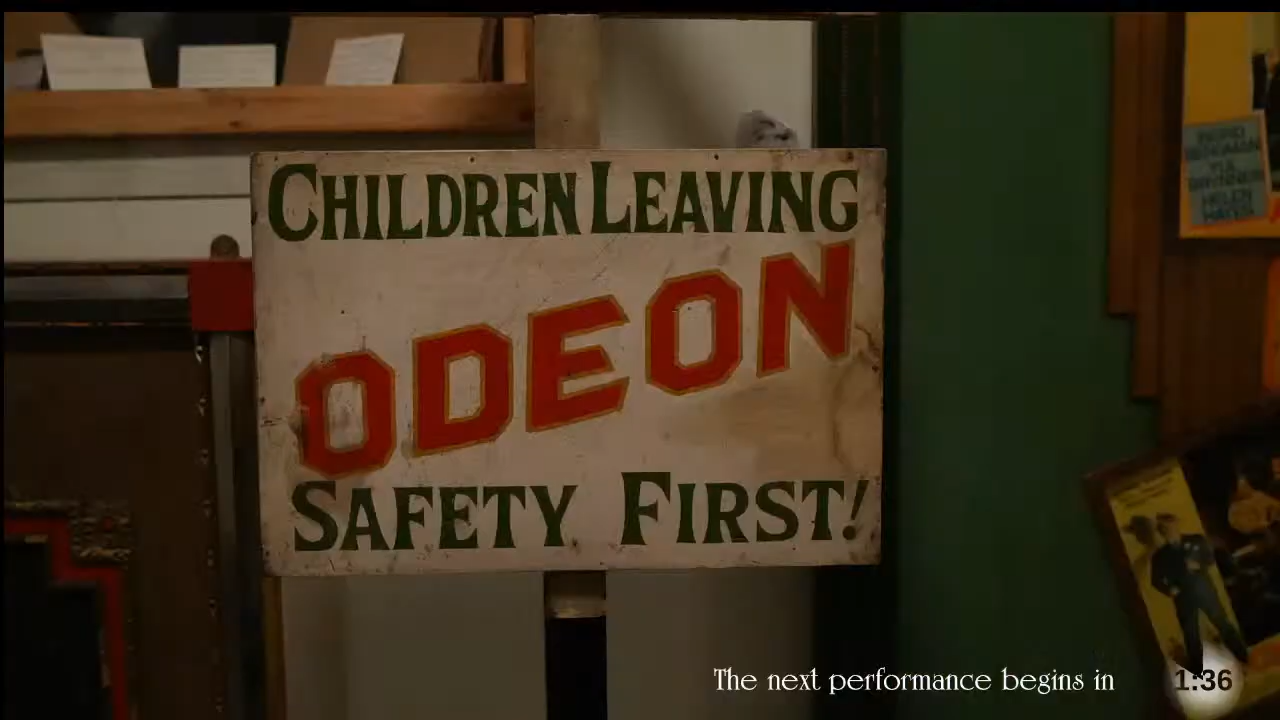 CHILDREN LEAVING
ODEON
SAFETY FIRST!
The next performance begins in
1:36